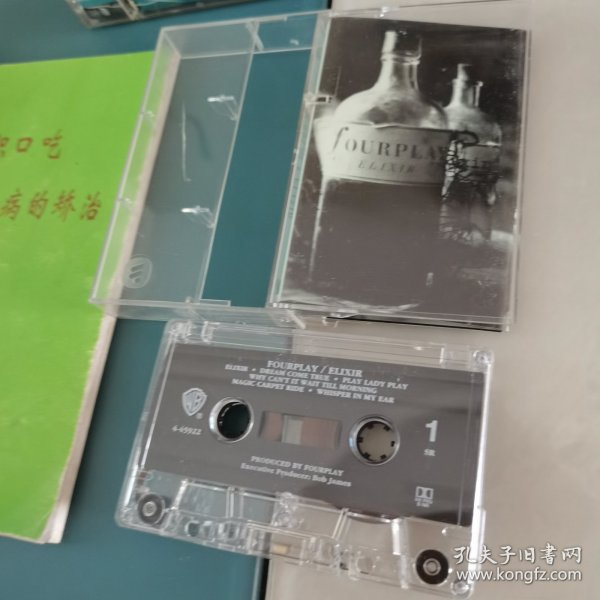 和口吃
病的矫治
fOURPLAY
ELIXIR
FOURPLAY / ELIXIR
ELIXIR • DREAM COME TRUE • PLAY LADY PLAY
WHY CAN'T IT WAIT TILL MORNING
MAGIC CARPET RIDE • WHISPER IN MY EAR
4-45922
1
SR
PRODUCED BY FOURPLAY
Executive Producer: Bob James
孔夫子旧書网
www.kongfz.com